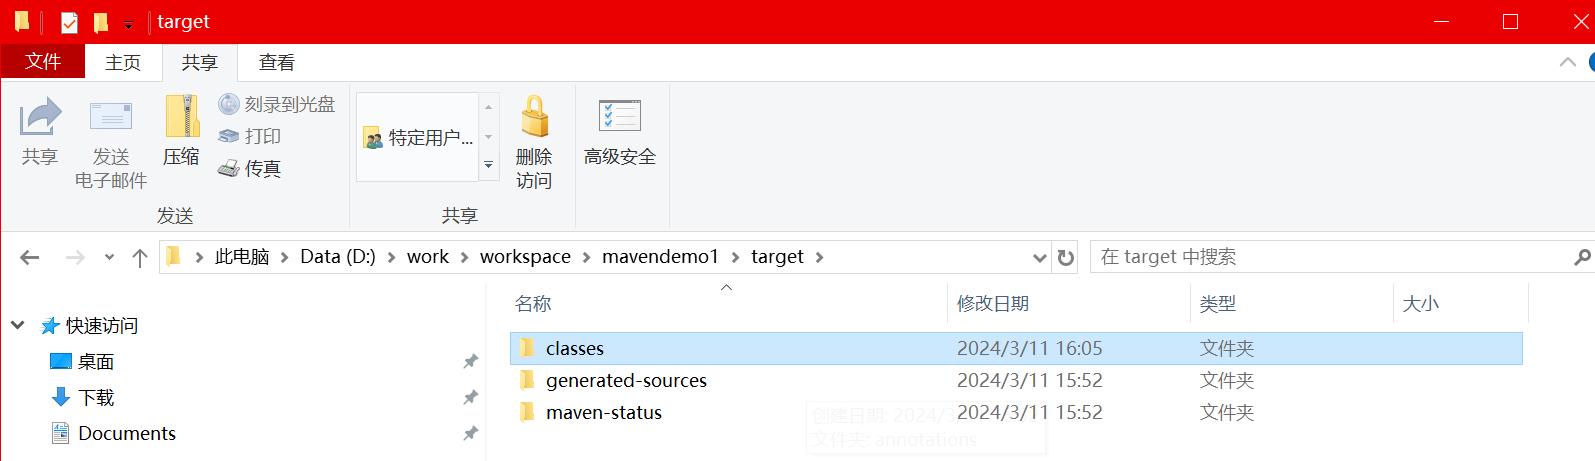 target
文件 主页 共享 查看
共享
发送
电子邮件
压缩
刻录到光盘
打印
传真
发送
特定用户...
删除
访问
共享
高级安全
此电脑 Data (D:) work workspace mavendemo1 target
在 target 中搜索
快速访问
桌面
下载
Documents
名称 修改日期 类型 大小
classes 2024/3/11 16:05 文件夹
generated-sources 2024/3/11 15:52 文件夹
maven-status 2024/3/11 15:52 文件夹
创建日期: 2024/3/
文件夹: annotations